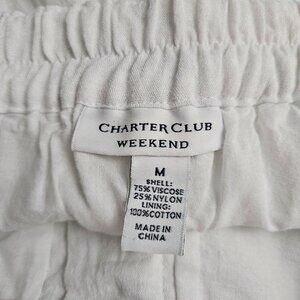 CHARTER CLUB
WEEKEND
M
SHELL:
75% VISCOSE
25% NYLON
LINING:
100% COTTON
MADE IN
CHINA